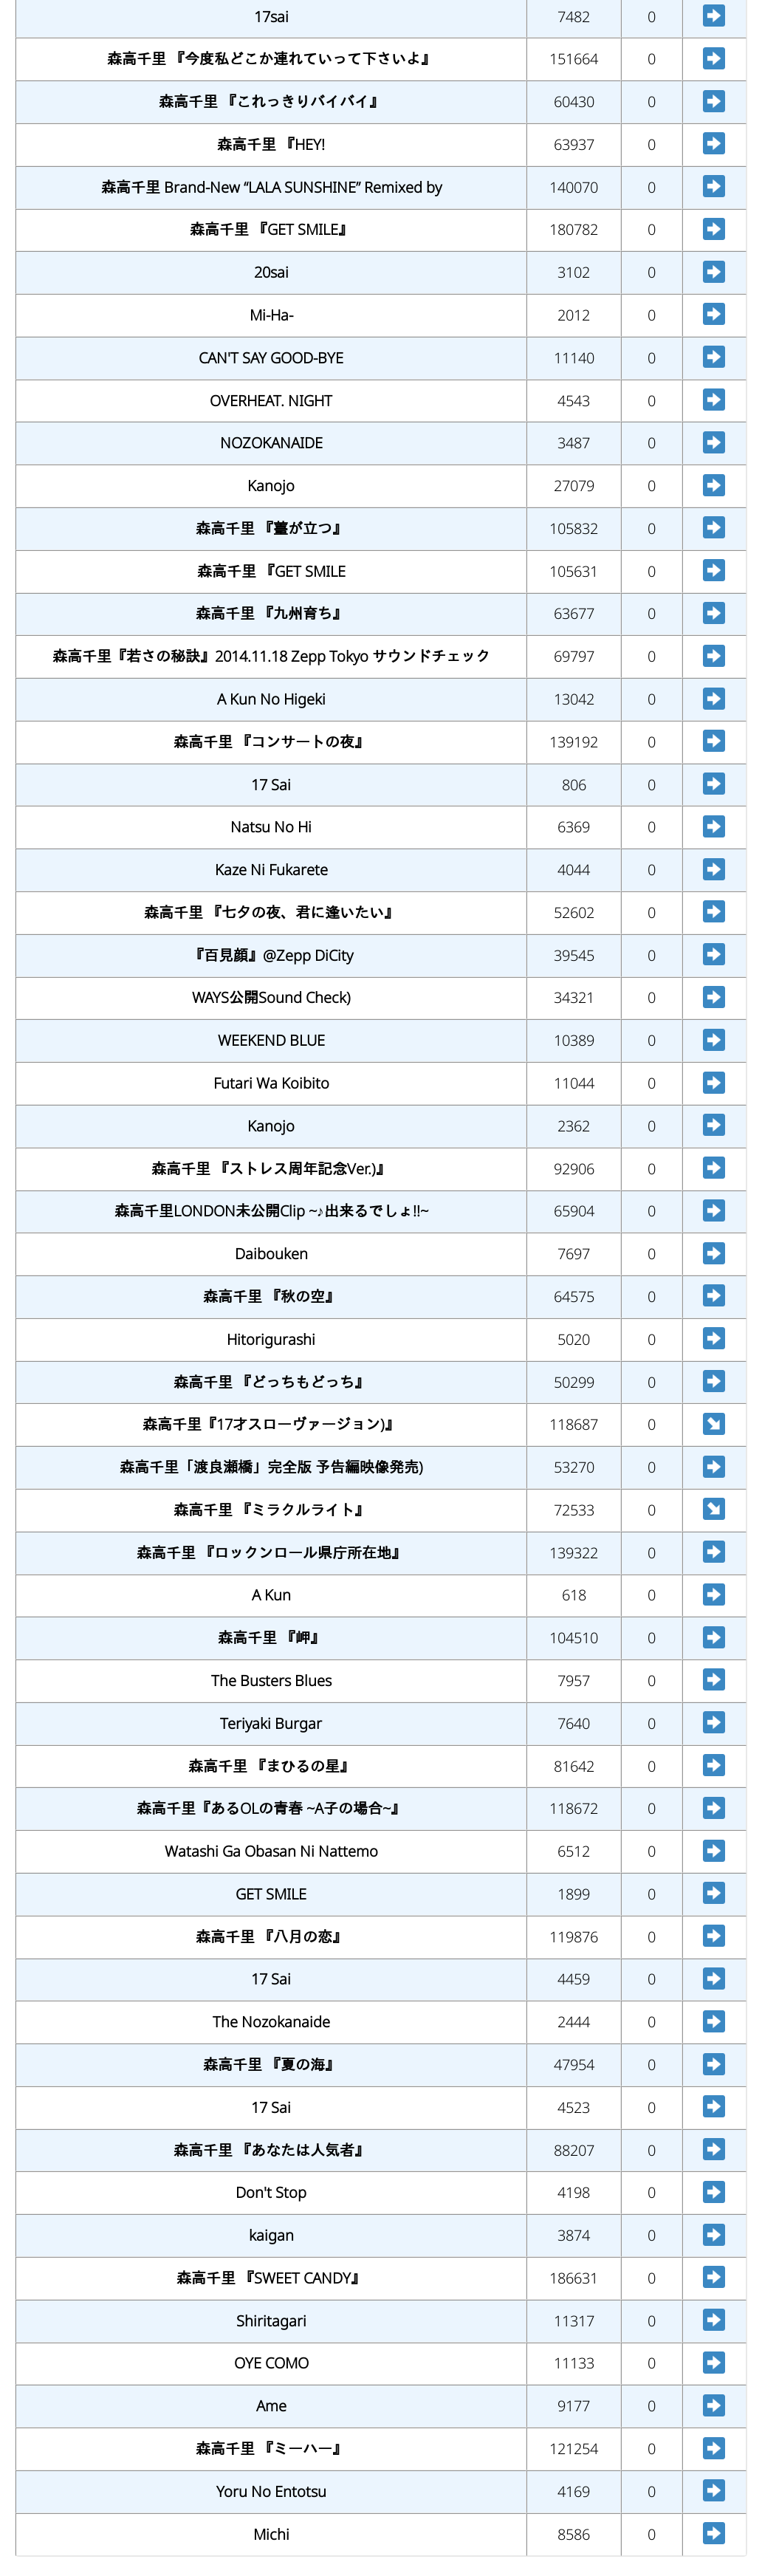 17sai 7482 0
森高千里 『今度私どこか連れていって下さいよ』 151664 0
森高千里 『これっきりバイバイ』 60430 0
森高千里 『HEY! 63937 0
森高千里 Brand-New “LALA SUNSHINE” Remixed by 140070 0
森高千里 『GET SMILE』 180782 0
20sai 3102 0
Mi-Ha- 2012 0
CAN'T SAY GOOD-BYE 11140 0
OVERHEAT. NIGHT 4543 0
NOZOKANAIDE 3487 0
Kanojo 27079 0
森高千里 『薹が立つ』 105832 0
森高千里 『GET SMILE 105631 0
森高千里 『九州育ち』 63677 0
森高千里『若さの秘訣』2014.11.18 Zepp Tokyo サウンドチェック 69797 0
A Kun No Higeki 13042 0
森高千里 『コンサートの夜』 139192 0
17 Sai 806 0
Natsu No Hi 6369 0
Kaze Ni Fukarete 4044 0
森高千里 『七夕の夜、君に逢いたい』 52602 0
『百見顔』@Zepp DiCity 39545 0
WAYS公開Sound Check) 34321 0
WEEKEND BLUE 10389 0
Futari Wa Koibito 11044 0
Kanojo 2362 0
森高千里 『ストレス周年記念Ver.)』 92906 0
森高千里LONDON未公開Clip ~♪出来るでしょ!!~ 65904 0
Daibouken 7697 0
森高千里 『秋の空』 64575 0
Hitorigurashi 5020 0
森高千里 『どっちもどっち』 50299 0
森高千里『17才スローヴァージョン)』 118687 0
森高千里「渡良瀬橋」完全版 予告編映像発売) 53270 0
森高千里 『ミラクルライト』 72533 0
森高千里 『ロックンロール県庁所在地』 139322 0
A Kun 618 0
森高千里 『岬』 104510 0
The Busters Blues 7957 0
Teriyaki Burgar 7640 0
森高千里 『まひるの星』 81642 0
森高千里『あるOLの青春 ~A子の場合~』 118672 0
Watashi Ga Obasan Ni Nattemo 6512 0
GET SMILE 1899 0
森高千里 『八月の恋』 119876 0
17 Sai 4459 0
The Nozokanaide 2444 0
森高千里 『夏の海』 47954 0
17 Sai 4523 0
森高千里 『あなたは人気者』 88207 0
Don't Stop 4198 0
kaigan 3874 0
森高千里 『SWEET CANDY』 186631 0
Shiritagari 11317 0
OYE COMO 11133 0
Ame 9177 0
森高千里 『ミーハー』 121254 0
Yoru No Entotsu 4169 0
Michi 8586 0